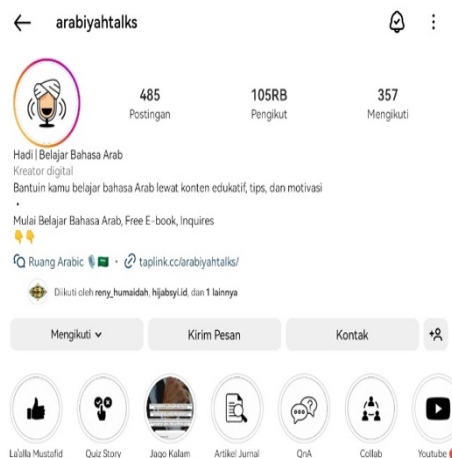 arabiyahtalks
485 105RB 357
Postingan Pengikut Mengikuti
Hadi | Belajar Bahasa Arab
Kreator digital
Bantuin kamu belajar bahasa Arab lewat konten edukatif, tips, dan motivasi
•
Mulai Belajar Bahasa Arab, Free E-book, Inquires
👇👇
Ruang Arabic 🎙️🇸🇦 • taplink.cc/arabiyahtalks/
Diikuti oleh reny_humaidah, hijabsyi.id, dan 1 lainnya
Mengikuti Kirim Pesan Kontak
La'alla Mustafid Quiz Story Jago Kalam Artikel Jurnal QnA Collab Youtube